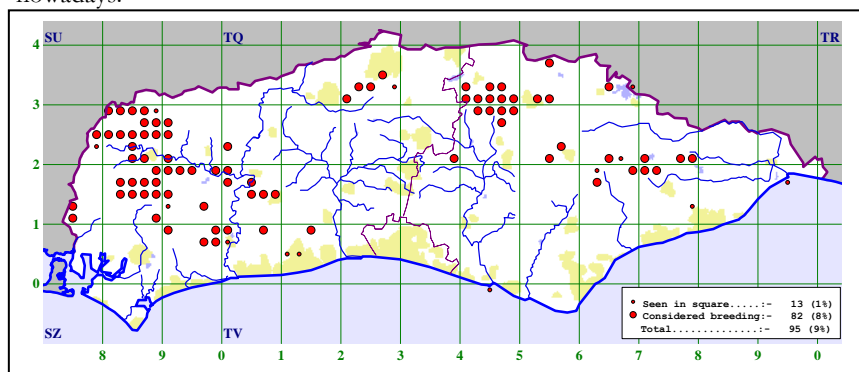 nowadays.
SU TQ TR
4
3
2
1
0
SZ TV
Seen in square.....:- 13 (1%)
Considered breeding:- 82 (8%)
Total..............:- 95 (9%)
8 9 0 1 2 3 4 5 6 7 8 9 0